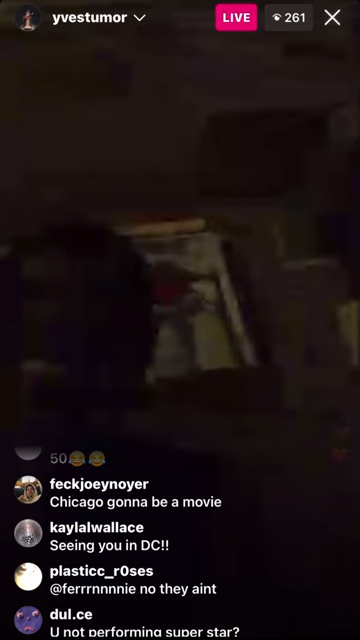 yvestumor
LIVE
261
50😂😂
feckjoeynoyer
Chicago gonna be a movie
kaylalwallace
Seeing you in DC!!
plasticc_r0ses
@ferrrnnnnie no they aint
dul.ce
U not performing super star?